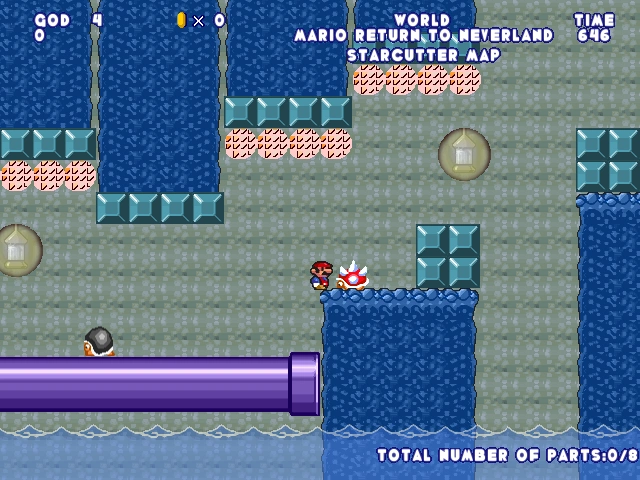 GOD 4 × 0 WORLD TIME
0 MARIO RETURN TO NEVERLAND 646
STARCUTTER MAP
TOTAL NUMBER OF PARTS:0/8